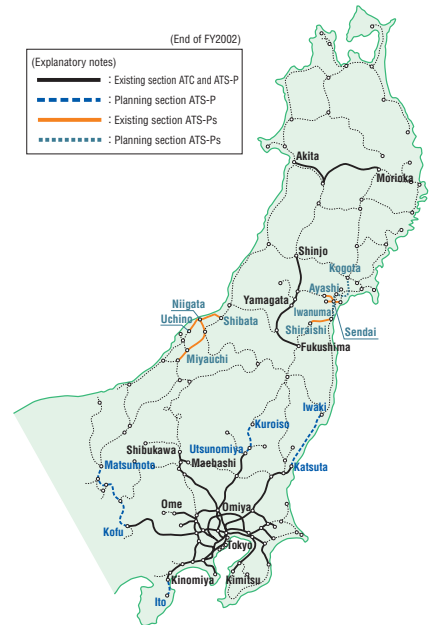 (End of FY2002)
(Explanatory notes)
: Existing section ATC and ATS-P
: Planning section ATS-P
: Existing section ATS-Ps
: Planning section ATS-Ps
Akita
Morioka
Shinjo
Kogota
Ayashi
Niigata
Yamagata
Uchino
Shibata
Iwanuma
Shiraishi
Sendai
Miyauchi
Fukushima
Iwaki
Kuroiso
Shibukawa
Utsunomiya
Matsumoto
Maebashi
Katsuta
Ome
Omiya
Kofu
Tokyo
Kinomiya
Kimitsu
Ito